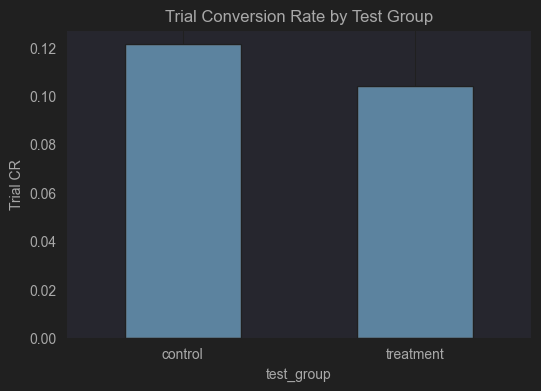 Trial Conversion Rate by Test Group
0.12
0.10
0.08
0.06
0.04
0.02
0.00
Trial CR
control treatment
test_group